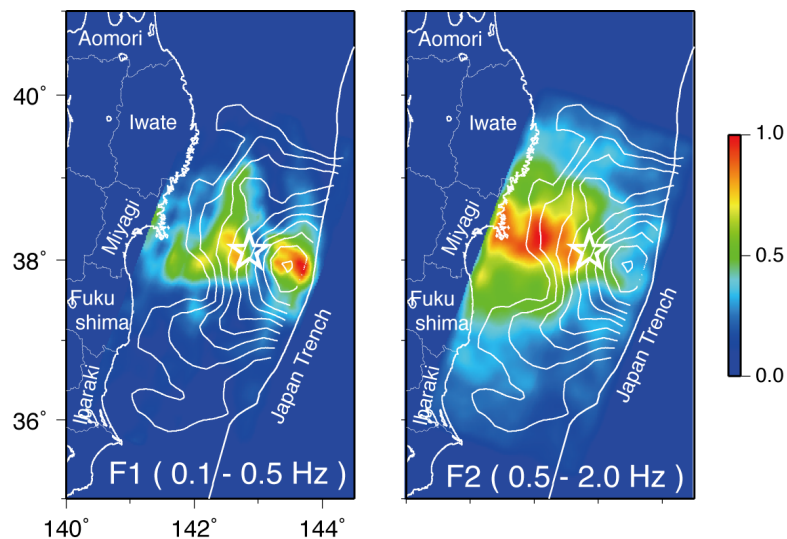 Aomori
40˚
Iwate
Miyagi
38˚
Fuku
shima
Japan Trench
Ibaraki
36˚
F1 ( 0.1 - 0.5 Hz )
140˚
142˚
144˚
Aomori
Iwate
Miyagi
Fuku
shima
Japan Trench
Ibaraki
F2 ( 0.5 - 2.0 Hz )
1.0
0.5
0.0